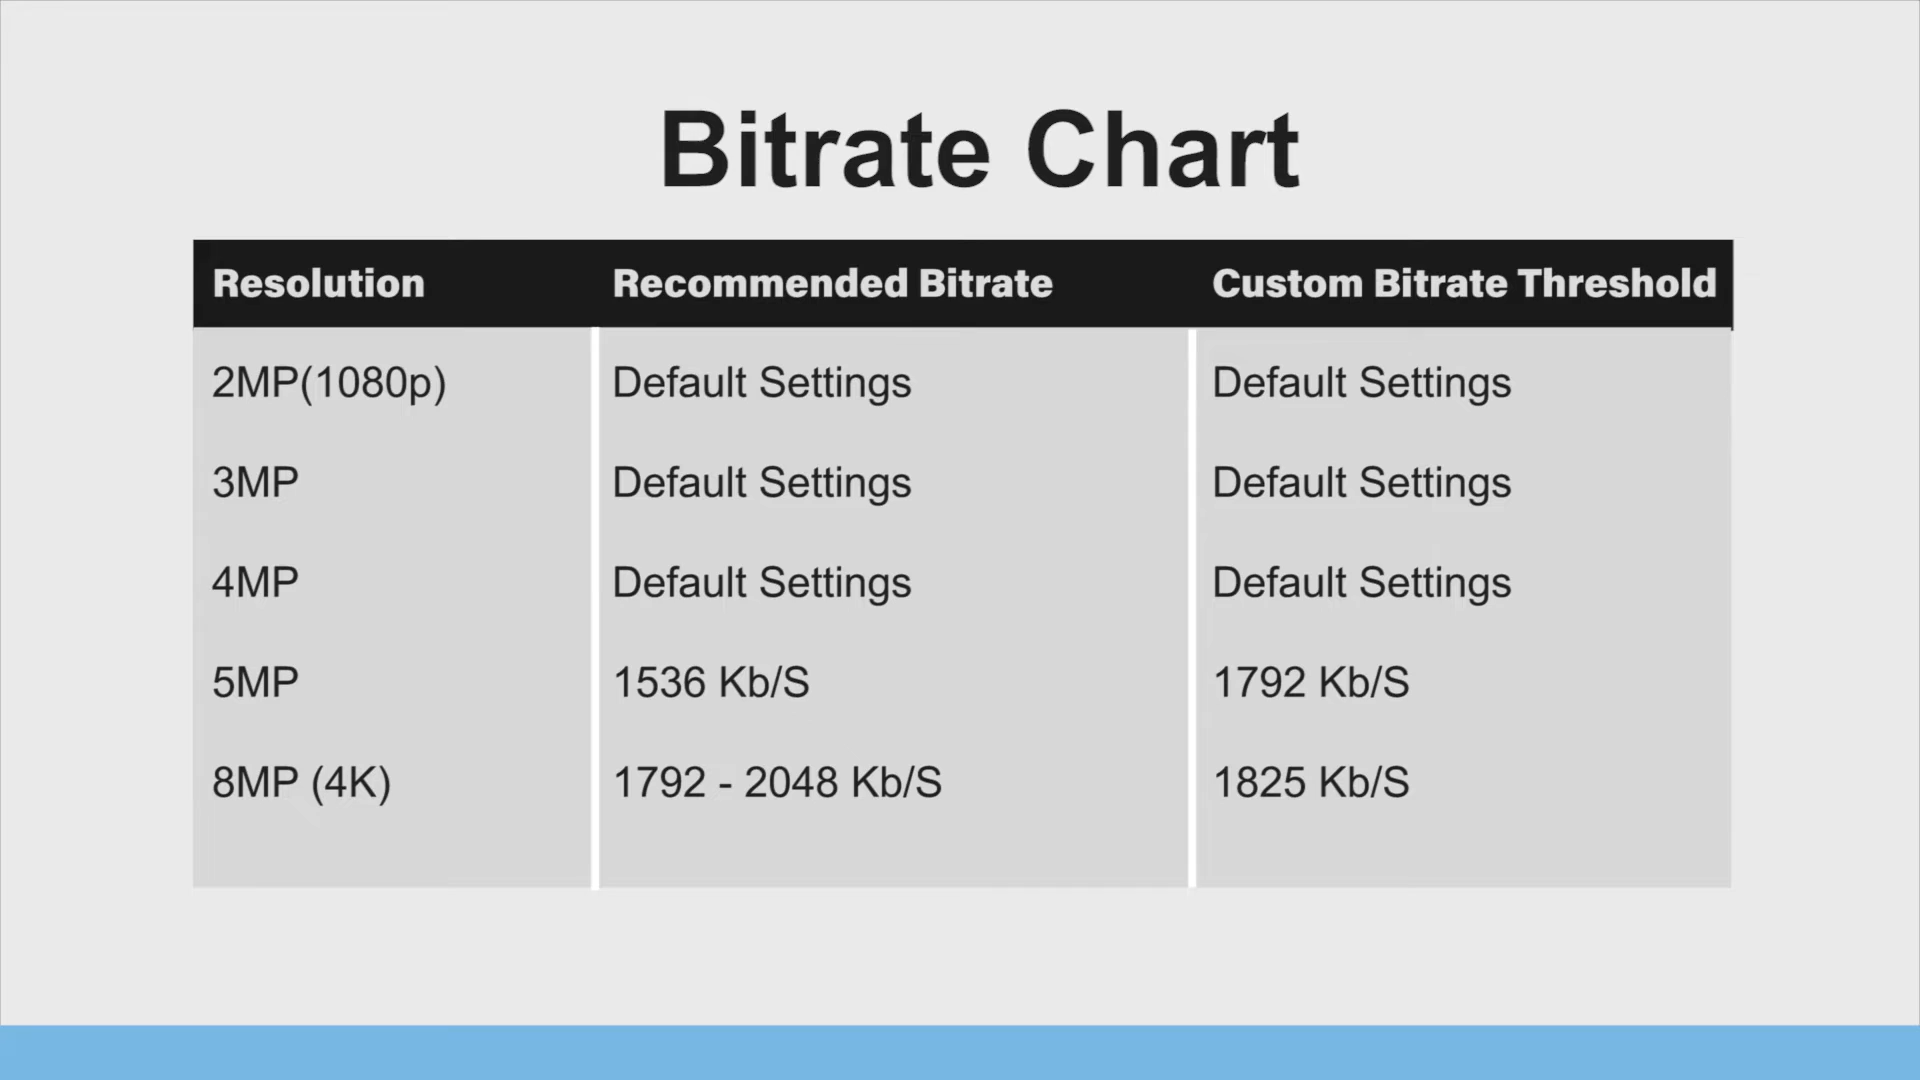 Bitrate Chart
Resolution Recommended Bitrate Custom Bitrate Threshold
2MP(1080p) Default Settings Default Settings
3MP Default Settings Default Settings
4MP Default Settings Default Settings
5MP 1536 Kb/S 1792 Kb/S
8MP (4K) 1792 - 2048 Kb/S 1825 Kb/S